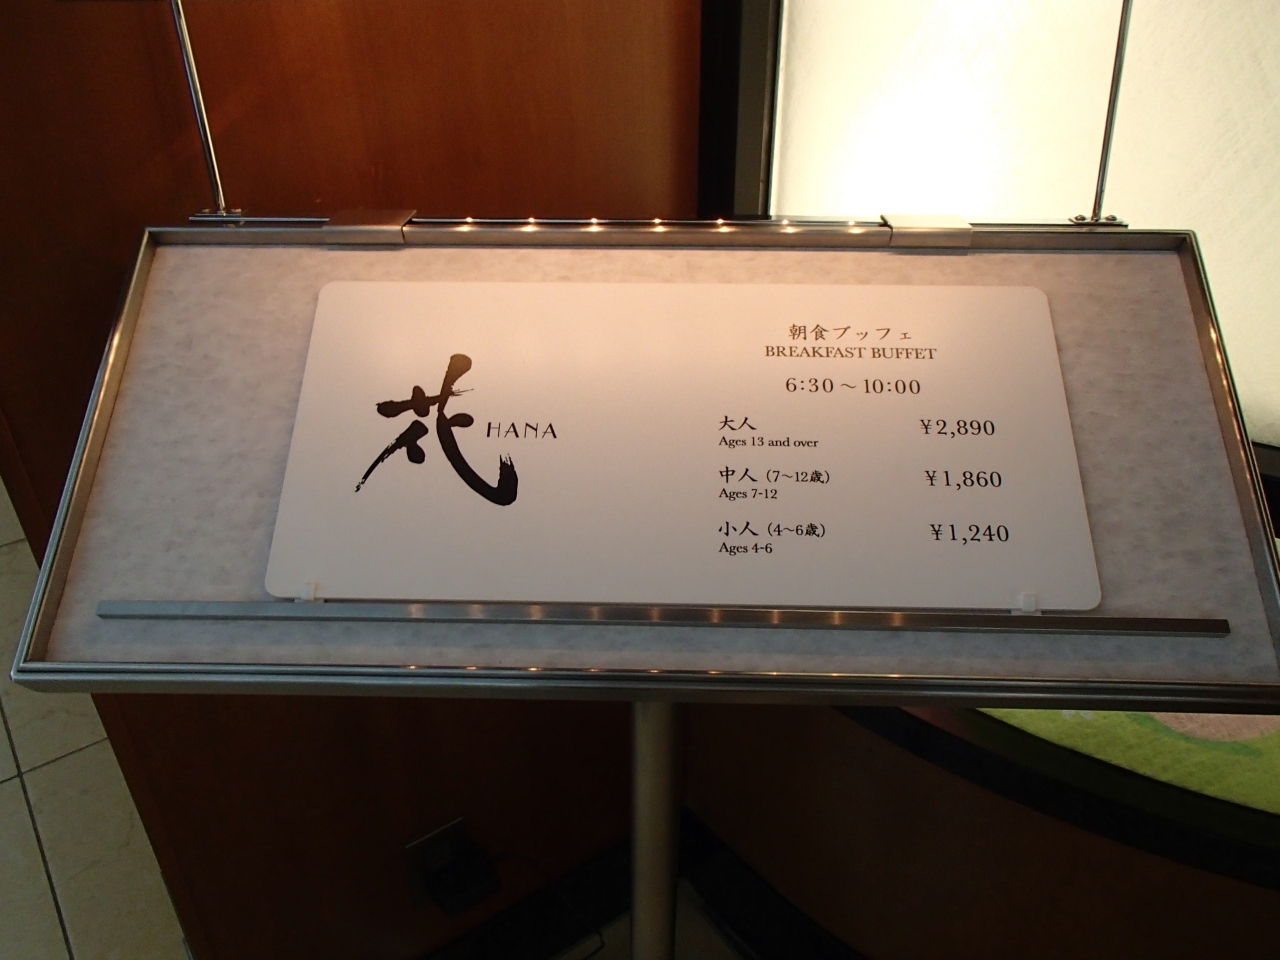 花 HANA
朝食ブッフェ
BREAKFAST BUFFET
6:30 ～ 10:00
大人 ¥2,890
Ages 13 and over
中人（7～12歳） ¥1,860
Ages 7-12
小人（4～6歳） ¥1,240
Ages 4-6